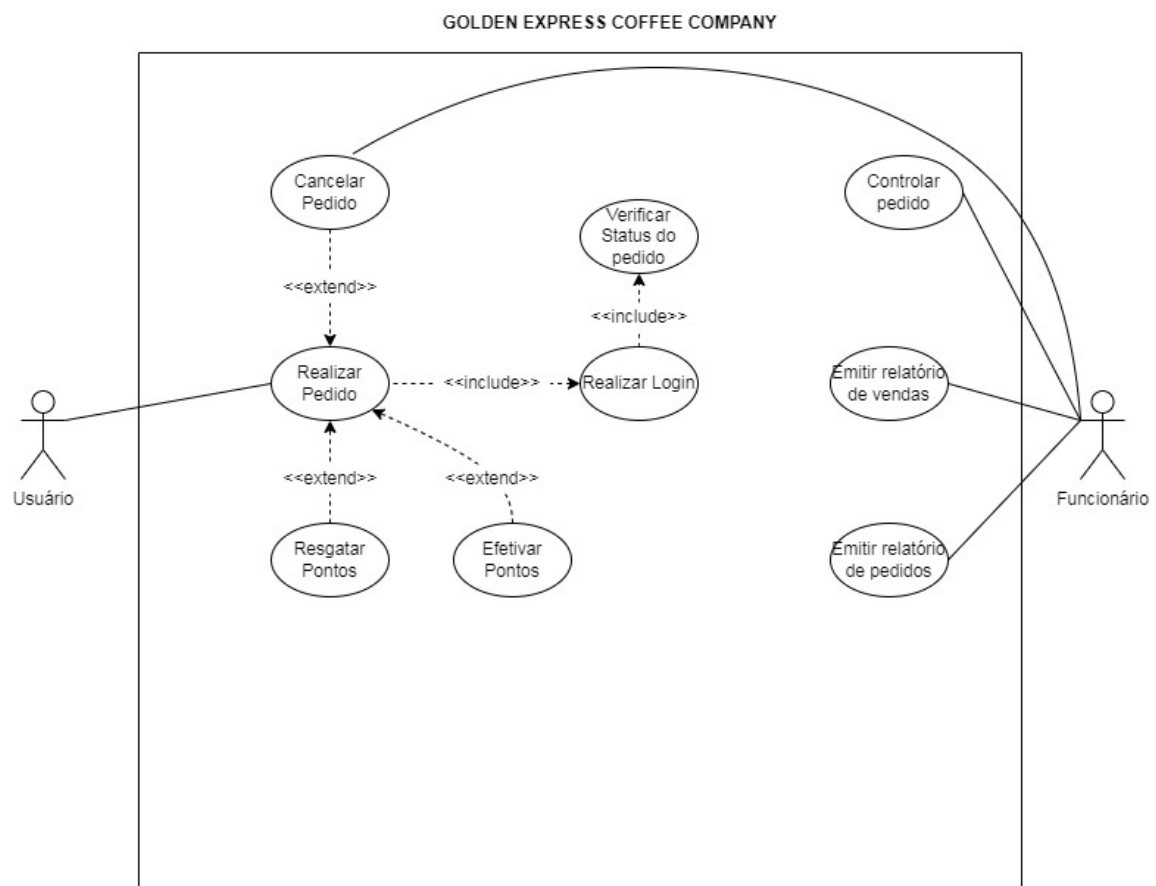 GOLDEN EXPRESS COFFEE COMPANY
Cancelar
Pedido
Controlar
pedido
Verificar
Status do
pedido
<<extend>>
<<include>>
Realizar
Pedido
<<include>>
Realizar Login
Emitir relatório
de vendas
Usuário
Funcionário
<<extend>>
<<extend>>
Resgatar
Pontos
Efetivar
Pontos
Emitir relatório
de pedidos